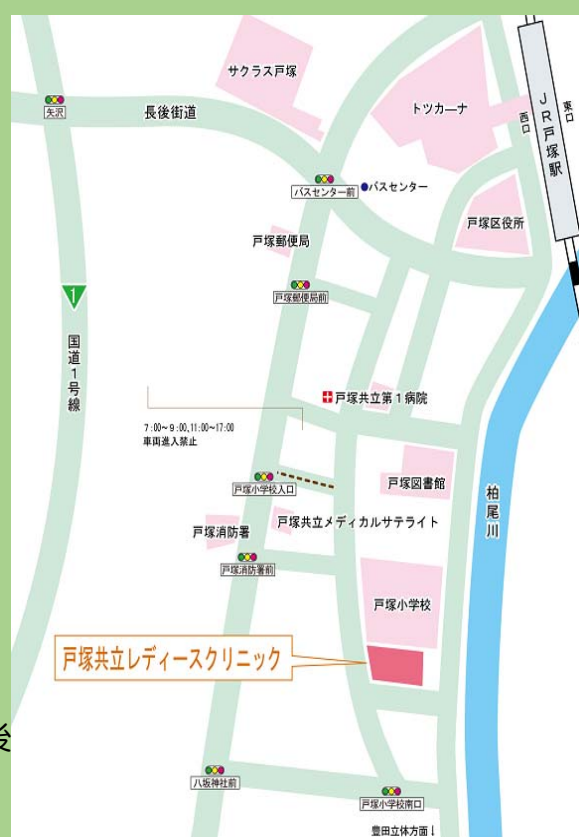 サクラス戸塚
トツカーナ
JR戸塚駅
東口
西口
矢沢
長後街道
バスセンター前
バスセンター
戸塚区役所
戸塚郵便局
戸塚郵便局前
1
国道1号線
戸塚共立第1病院
7:00~9:00,11:00~17:00
車両進入禁止
戸塚小学校入口
戸塚図書館
柏尾川
戸塚共立メディカルサテライト
戸塚消防署
戸塚消防署前
戸塚小学校
戸塚共立レディースクリニック
後
八坂神社前
戸塚小学校南口
豊田立体方面↓